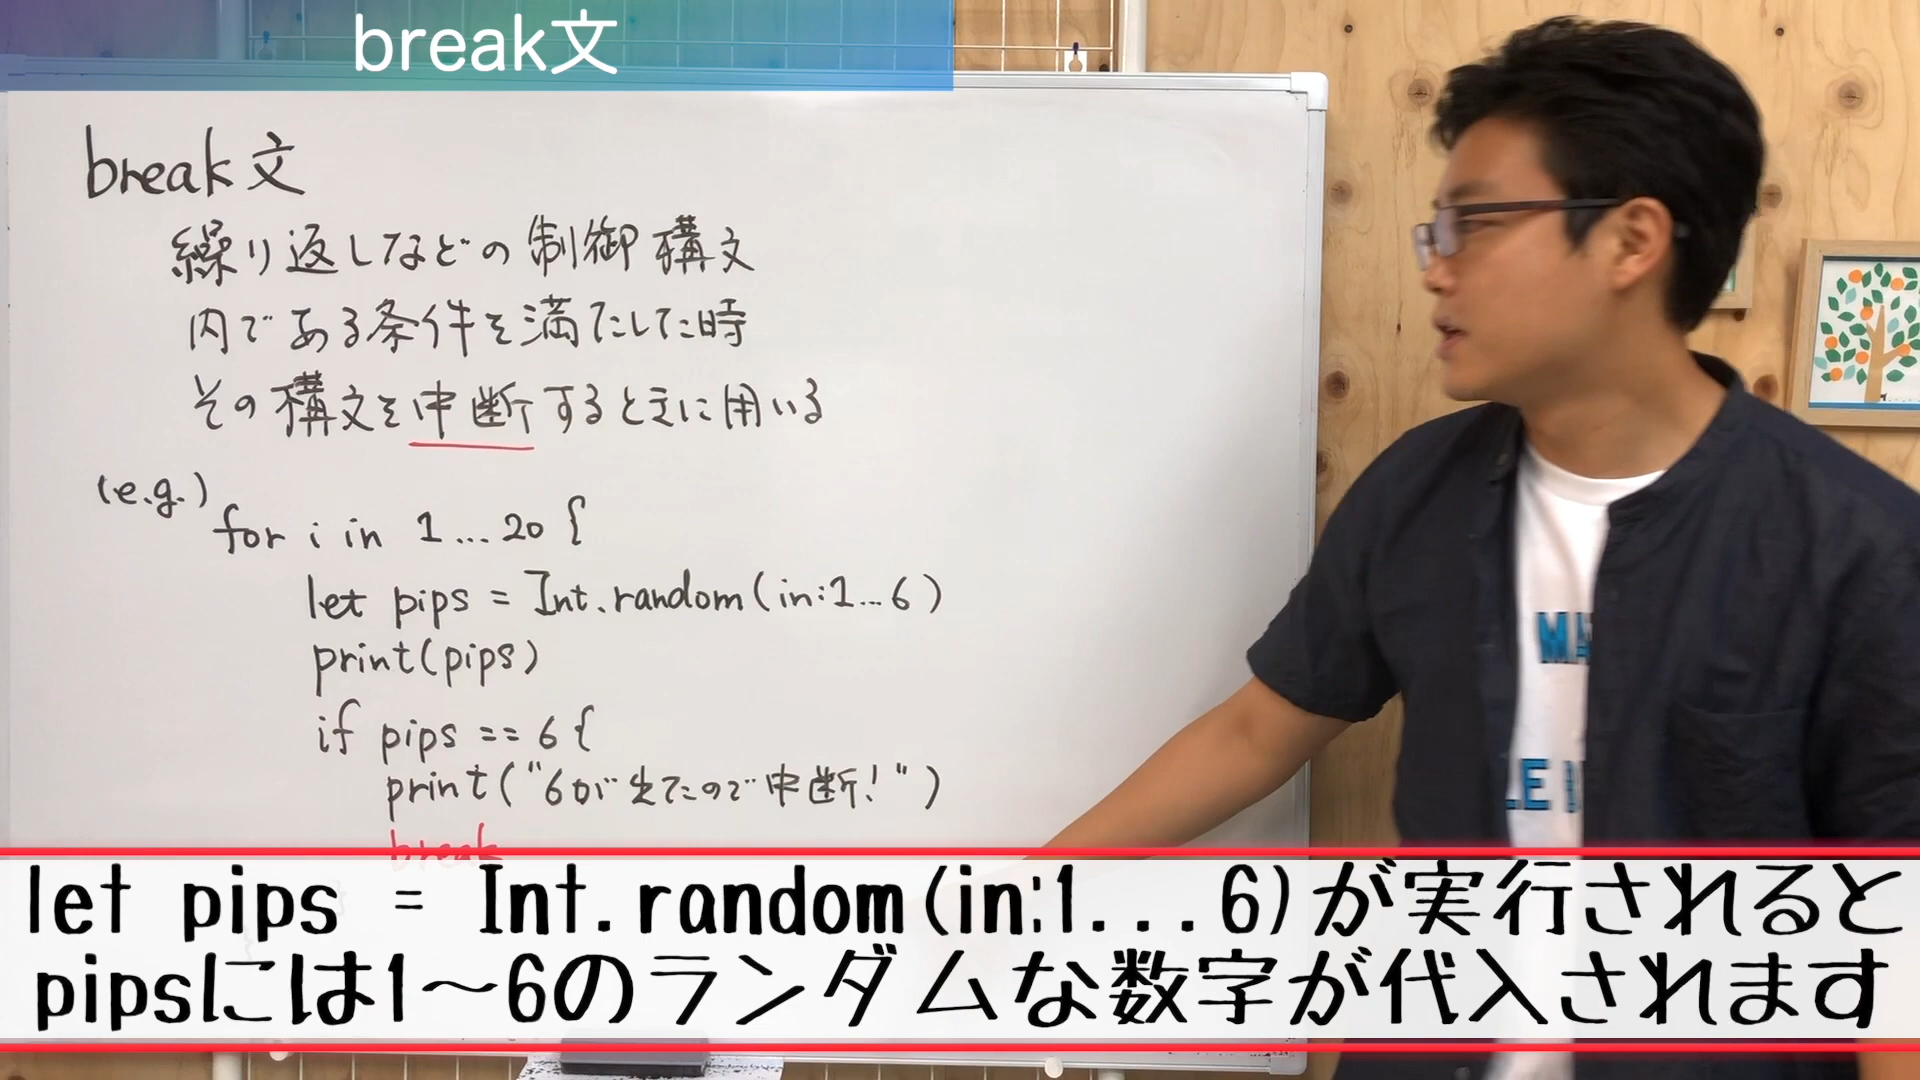 break文
break文
繰り返しなどの制御構文
内である条件を満たした時
その構文を中断するときに用いる
(e.g.)
for i in 1...20 {
let pips = Int.random(in:1...6)
print(pips)
if pips == 6 {
print("6が出たので中断!")
break
let pips = Int.random(in:1...6)が実行されると
pipsには1～6のランダムな数字が代入されます
MA
LE B